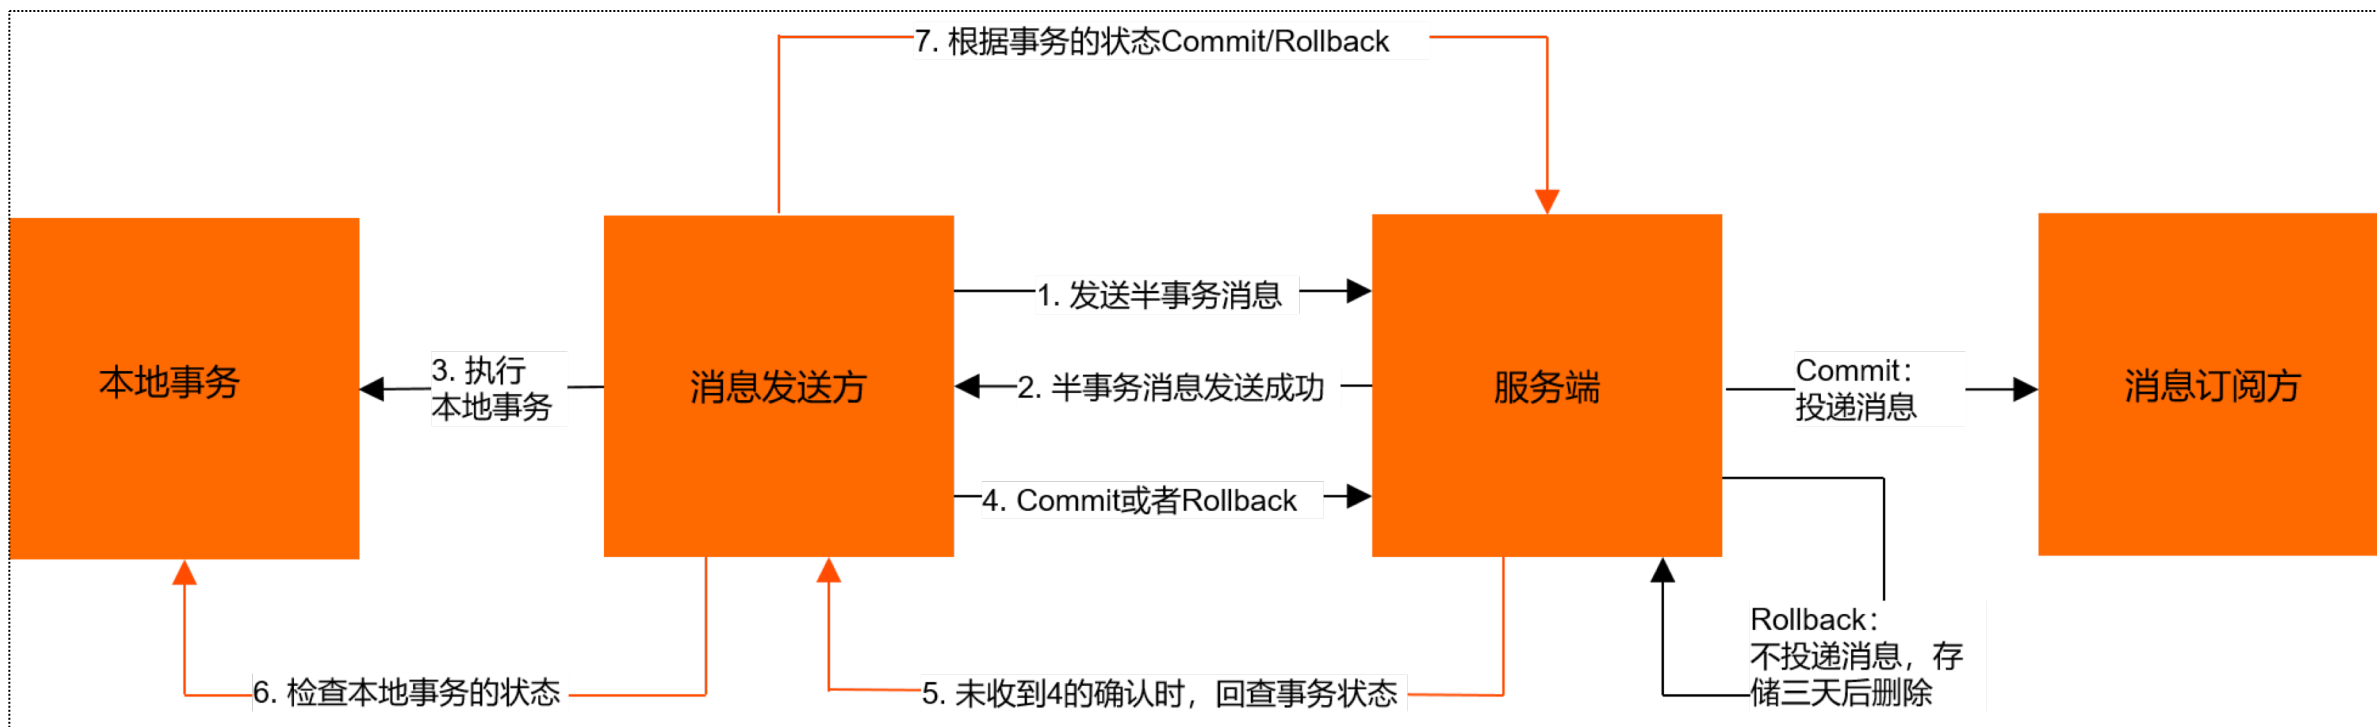 7. 根据事务的状态Commit/Rollback
1. 发送半事务消息
本地事务
3. 执行
本地事务
消息发送方
2. 半事务消息发送成功
服务端
Commit：
投递消息
消息订阅方
4. Commit或者Rollback
6. 检查本地事务的状态
5. 未收到4的确认时，回查事务状态
Rollback：
不投递消息，存
储三天后删除